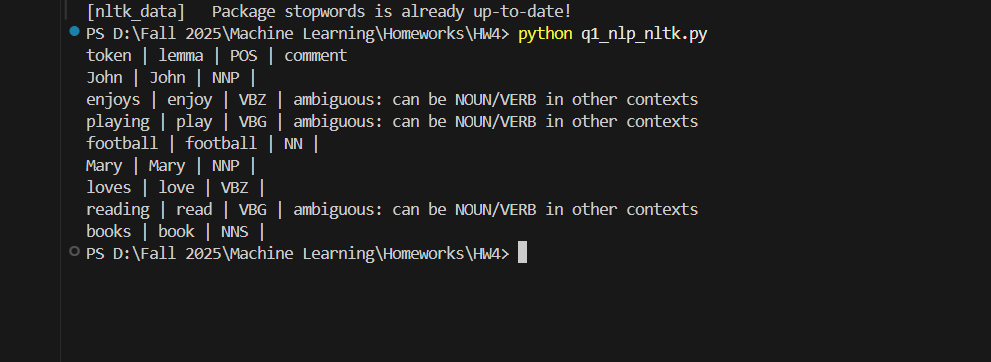 [nltk_data]   Package stopwords is already up-to-date!
PS D:\Fall 2025\Machine Learning\Homeworks\HW4> python q1_nlp_nltk.py
token | lemma | POS | comment
John | John | NNP |
enjoys | enjoy | VBZ | ambiguous: can be NOUN/VERB in other contexts
playing | play | VBG | ambiguous: can be NOUN/VERB in other contexts
football | football | NN |
Mary | Mary | NNP |
loves | love | VBZ |
reading | read | VBG | ambiguous: can be NOUN/VERB in other contexts
books | book | NNS |
PS D:\Fall 2025\Machine Learning\Homeworks\HW4>